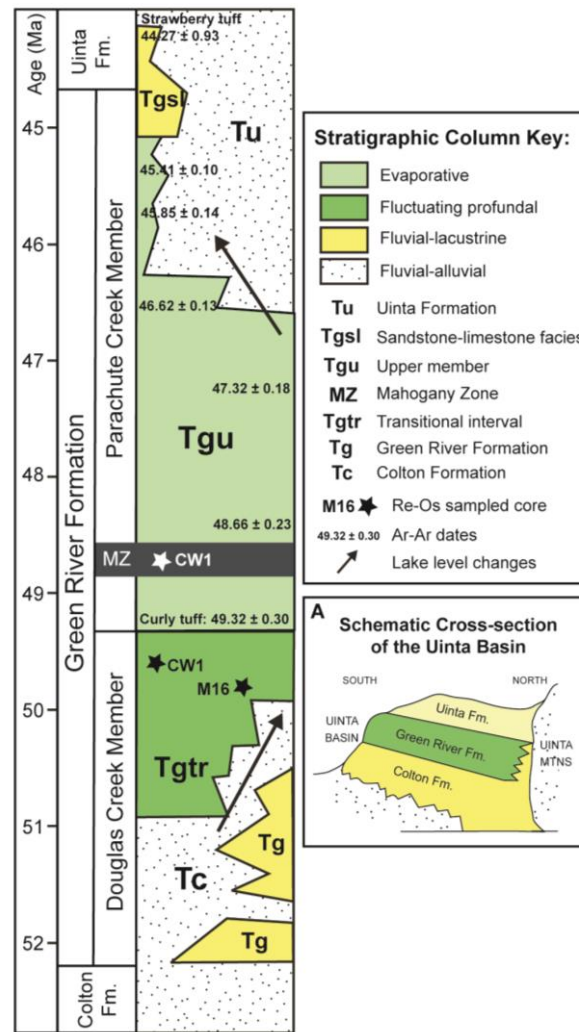 Age (Ma)
45
46
47
48
49
50
51
52
Uinta
Fm.
Green River Formation
Colton
Fm.
Parachute Creek Member
MZ
Douglas Creek Member
Strawberry tuff
44.27 ± 0.93
Tgsl
Tu
45.41 ± 0.10
45.85 ± 0.14
46.62 ± 0.13
47.32 ± 0.18
Tgu
48.66 ± 0.23
CW1
Curly tuff: 49.32 ± 0.30
CW1
M16
Tgtr
Tg
Tc
Tg
Stratigraphic Column Key:
Evaporative
Fluctuating profundal
Fluvial-lacustrine
Fluvial-alluvial
Tu Uinta Formation
Tgsl Sandstone-limestone facies
Tgu Upper member
MZ Mahogany Zone
Tgtr Transitional interval
Tg Green River Formation
Tc Colton Formation
M16 Re-Os sampled core
49.32 ± 0.30 Ar-Ar dates
Lake level changes
A
Schematic Cross-section
of the Uinta Basin
SOUTH
NORTH
UINTA
BASIN
Uinta Fm.
Green River Fm.
Colton Fm.
UINTA
MTNS